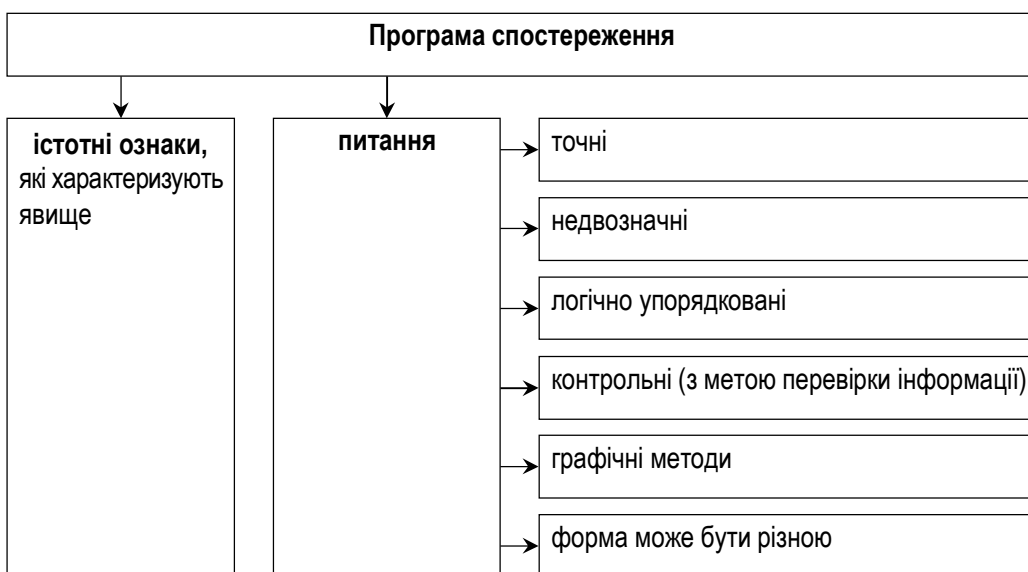 Програма спостереження
істотні ознаки,
які характеризують
явище
питання
точні
недвозначні
логічно упорядковані
контрольні (з метою перевірки інформації)
графічні методи
форма може бути різною